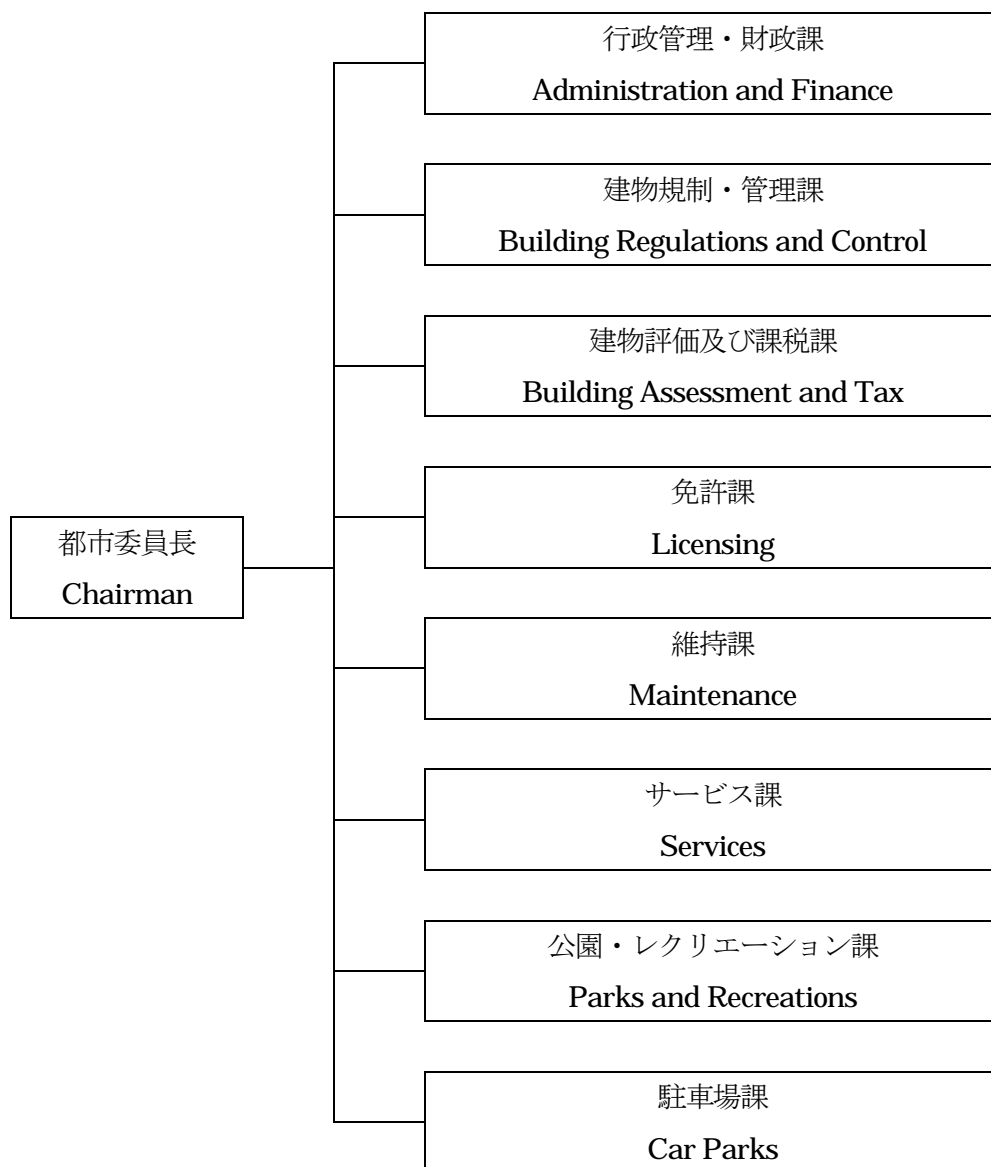 行政管理・財政課
Administration and Finance
建物規制・管理課
Building Regulations and Control
建物評価及び課税課
Building Assessment and Tax
免許課
Licensing
都市委員長
Chairman
維持課
Maintenance
サービス課
Services
公園・レクリエーション課
Parks and Recreations
駐車場課
Car Parks